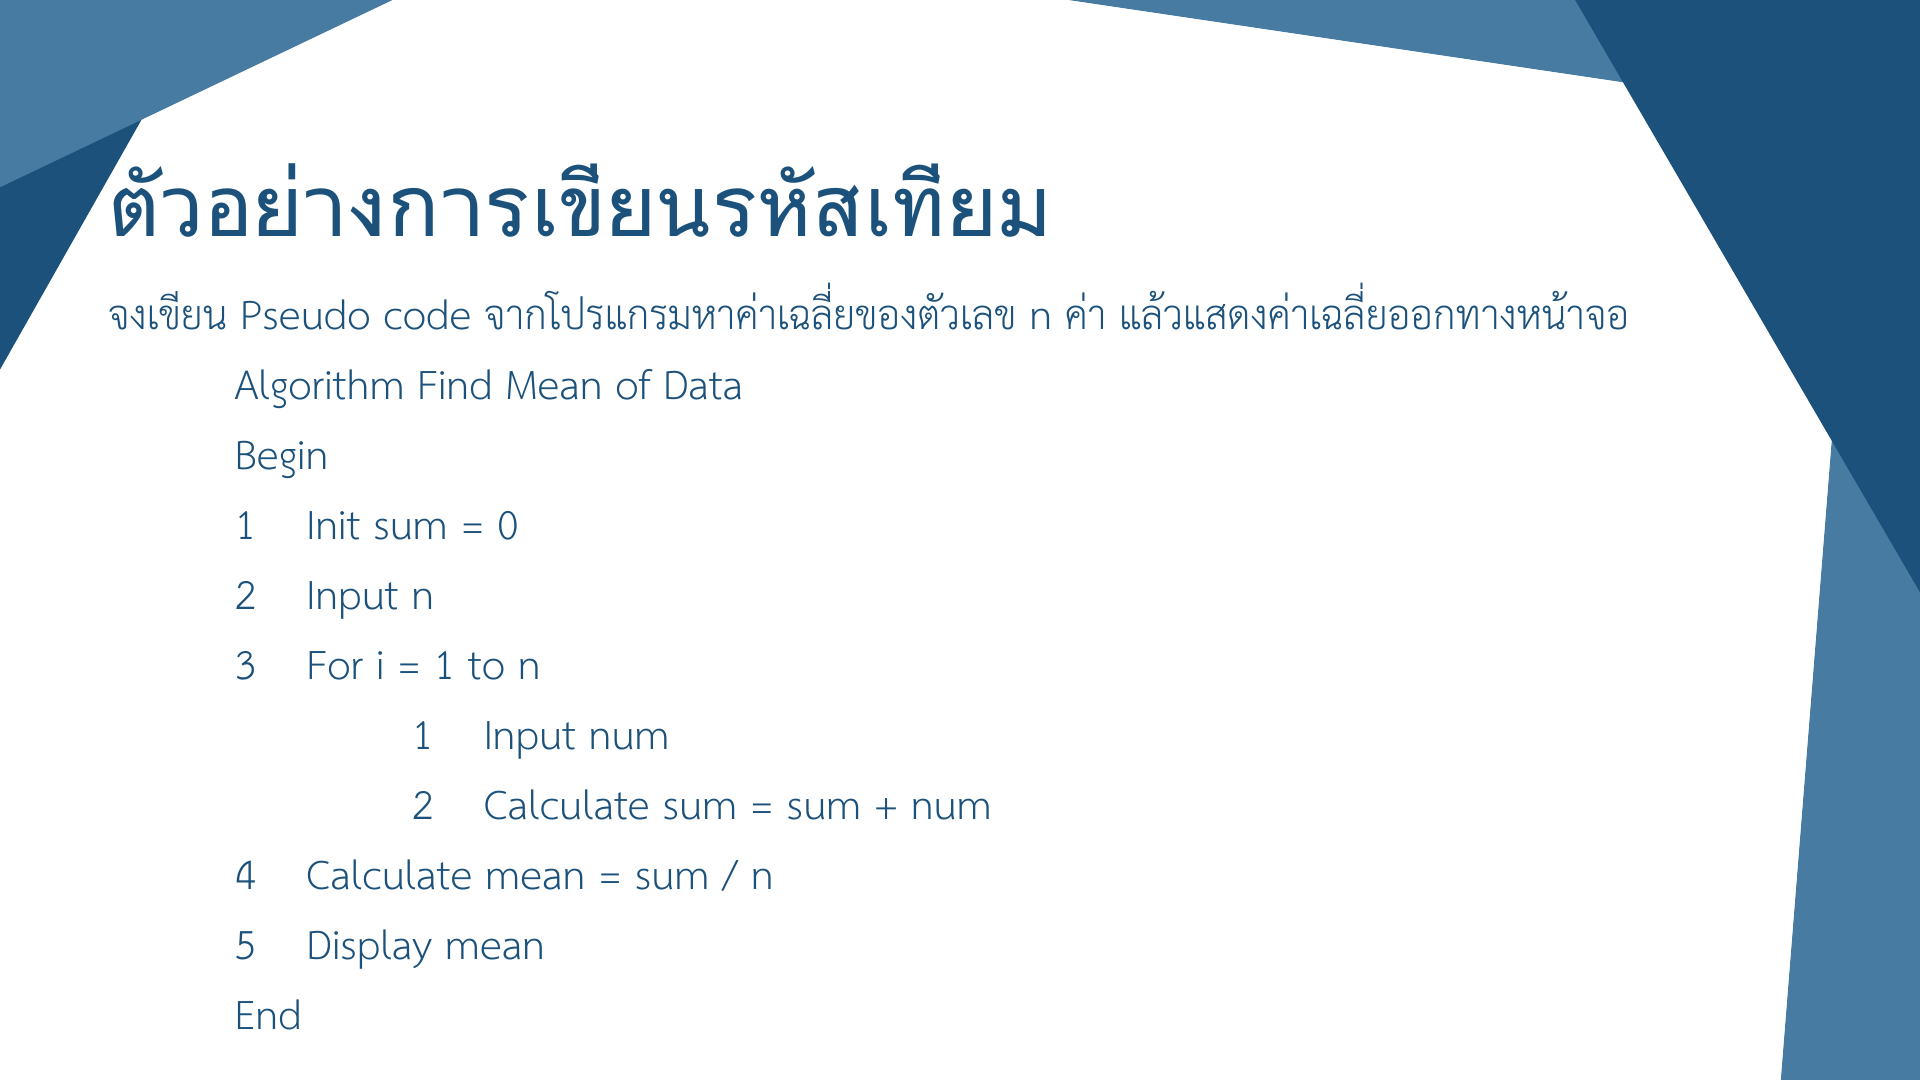 ตัวอย่างการเขียนรหัสเทียม
จงเขียน Pseudo code จากโปรแกรมหาค่าเฉลี่ยของตัวเลข n ค่า แล้วแสดงค่าเฉลี่ยออกทางหน้าจอ
Algorithm Find Mean of Data
Begin
1 Init sum = 0
2 Input n
3 For i = 1 to n
1 Input num
2 Calculate sum = sum + num
4 Calculate mean = sum / n
5 Display mean
End